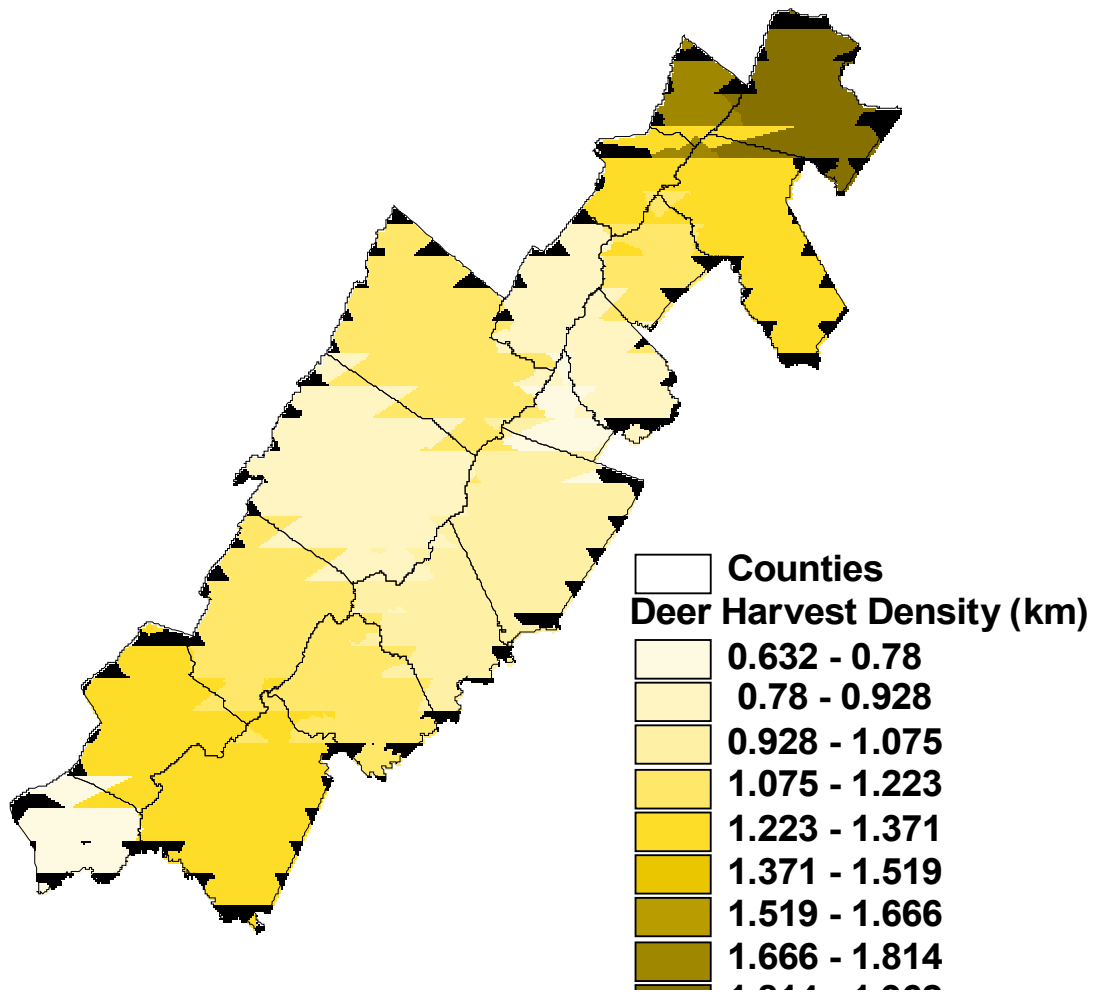 Counties
Deer Harvest Density (km)
0.632 - 0.78
0.78 - 0.928
0.928 - 1.075
1.075 - 1.223
1.223 - 1.371
1.371 - 1.519
1.519 - 1.666
1.666 - 1.814